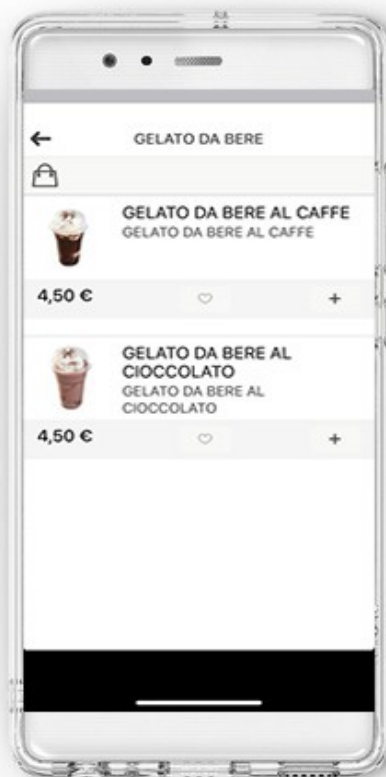 GELATO DA BERE
GELATO DA BERE AL CAFFE
GELATO DA BERE AL CAFFE
4,50 €
+
GELATO DA BERE AL
CIOCCOLATO
GELATO DA BERE AL
CIOCCOLATO
4,50 €
+